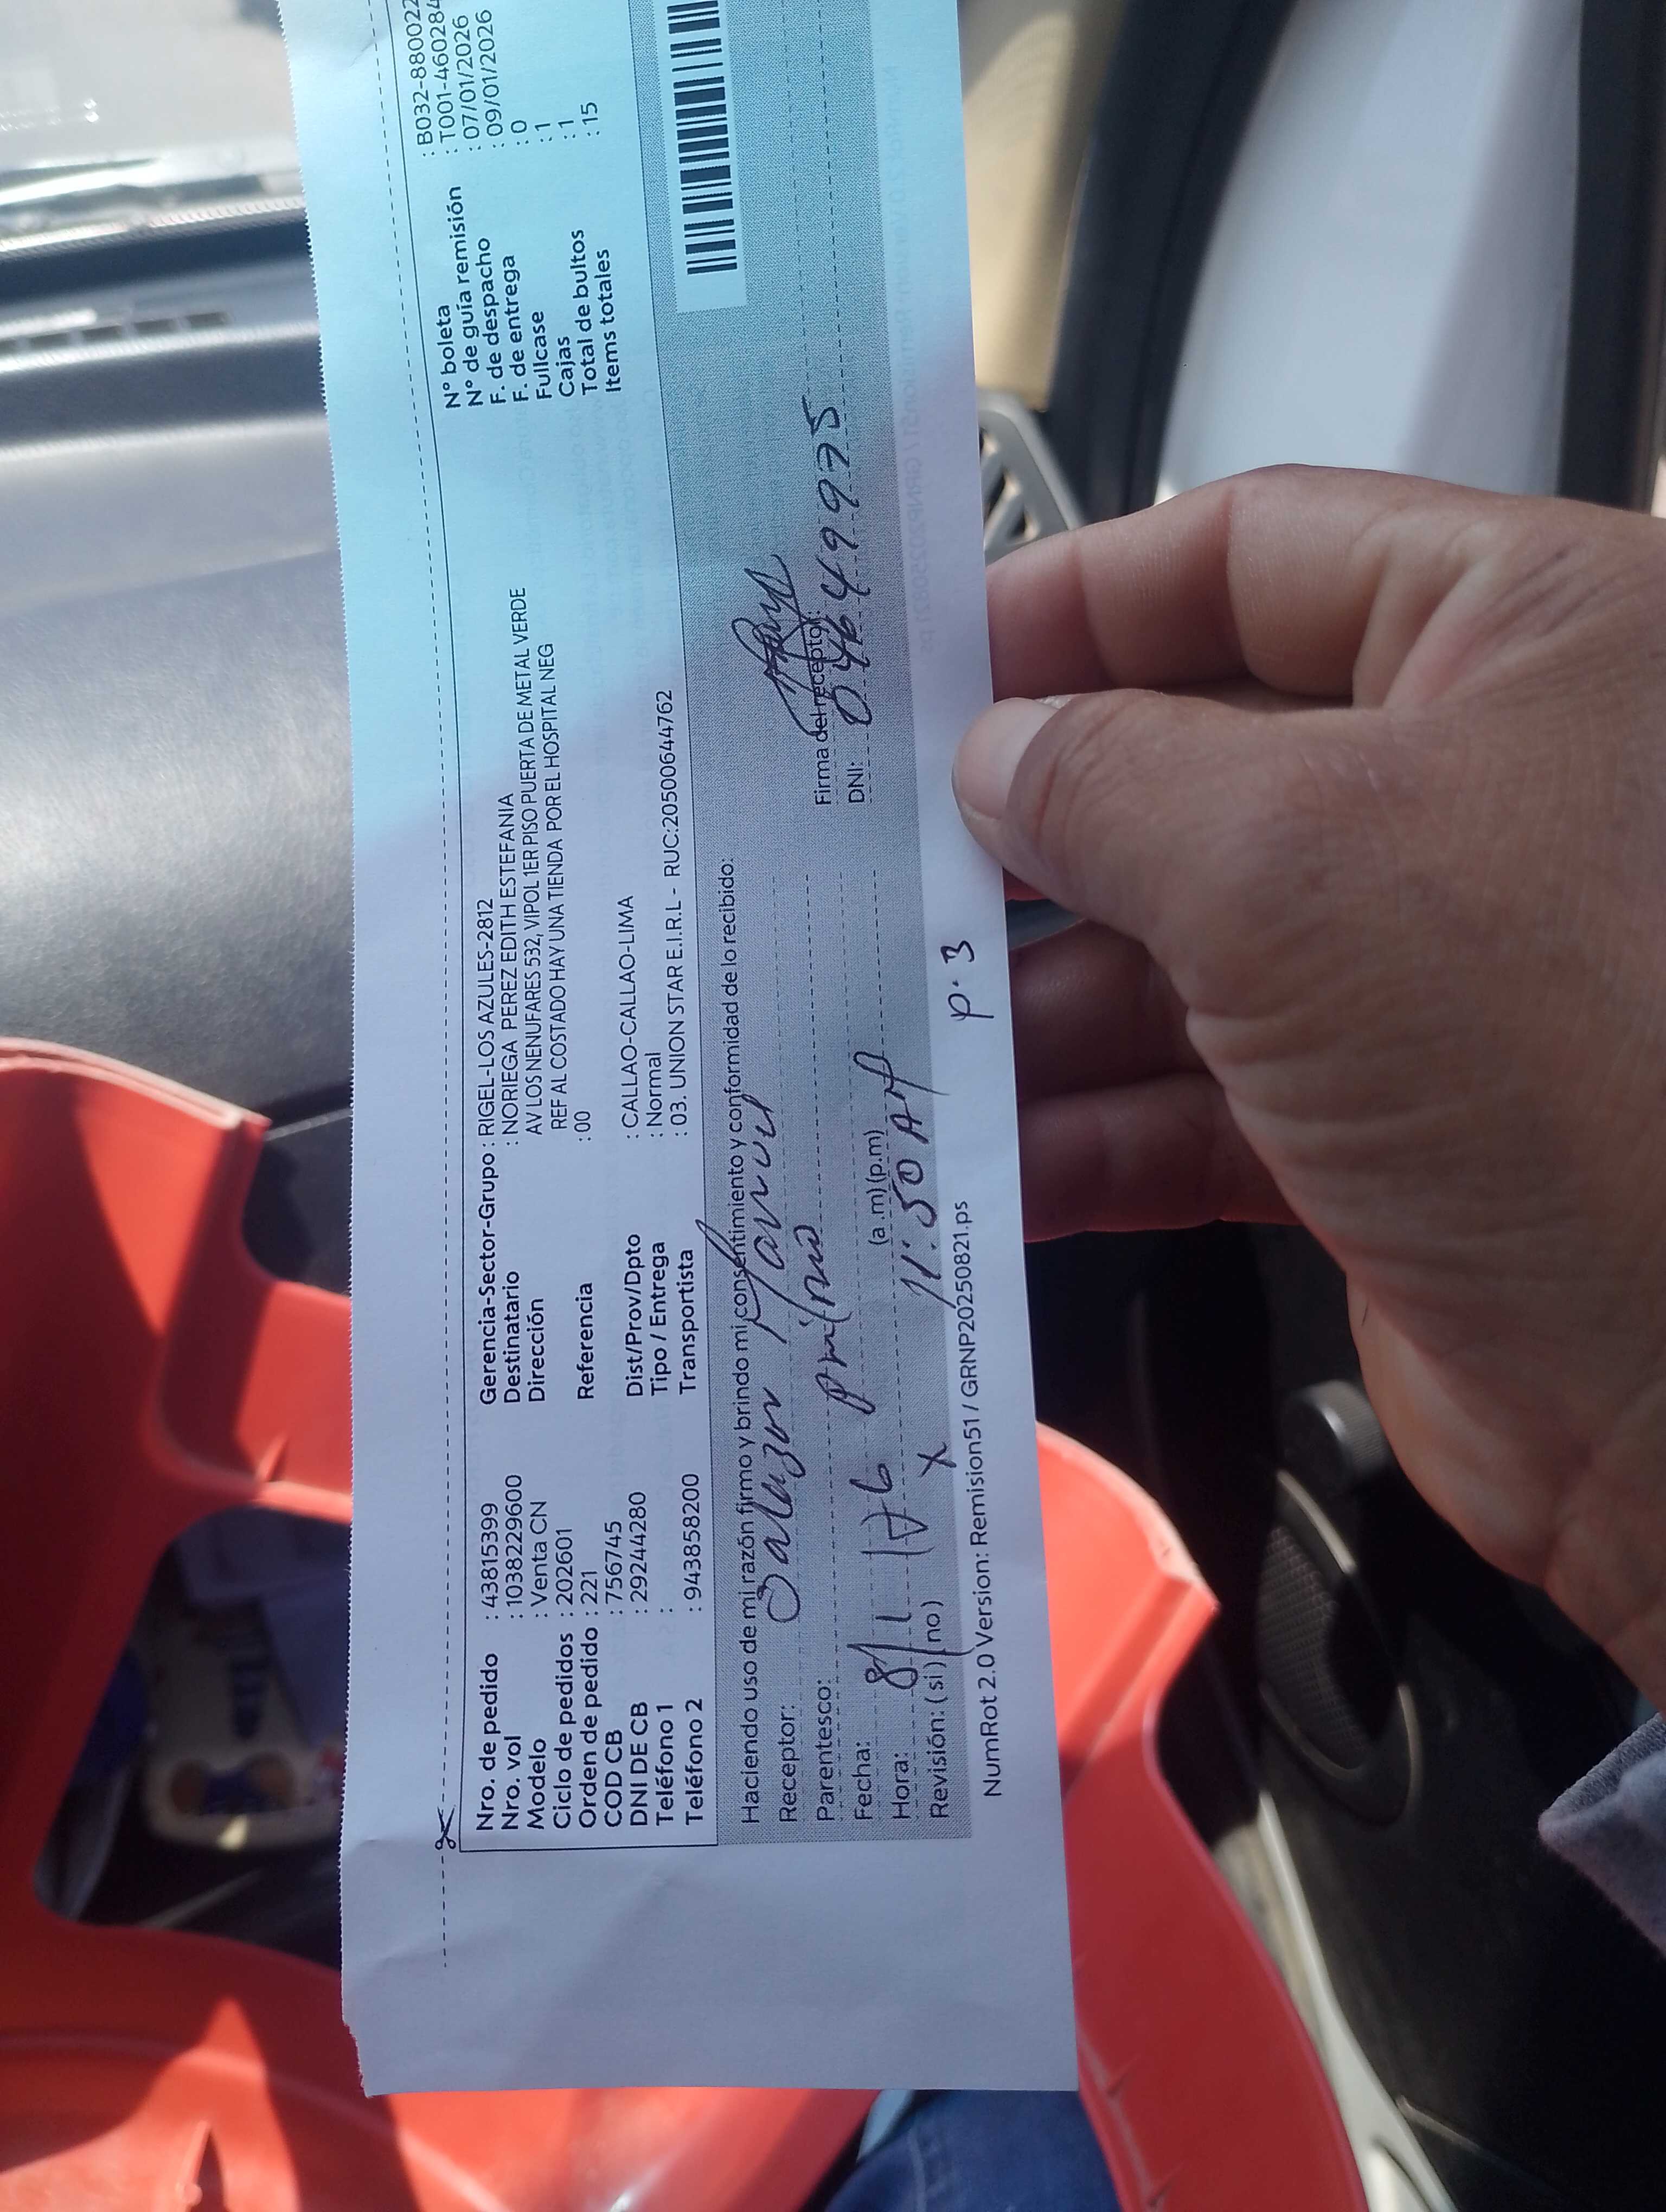 Nro. de pedido : 43815399
Nro. vol : 1038229600
Modelo : Venta CN
Ciclo de pedidos : 202601
Orden de pedido : 221
COD CB : 756745
DNI DE CB : 29244280
Teléfono 1 :
Teléfono 2 : 943858200
Gerencia-Sector-Grupo : RIGEL-LOS AZULES-2812
Destinatario : NORIEGA PEREZ EDITH ESTEFANIA
Dirección AV LOS NENUFARES 532, VIPOL 1ER PISO PUERTA DE METAL VERDE
REF AL COSTADO HAY UNA TIENDA POR EL HOSPITAL NEG
Referencia : 00
Dist/Prov/Dpto : CALLAO-CALLAO-LIMA
Tipo / Entrega : Normal
Transportista : 03. UNION STAR E.I.R.L - RUC:20500644762
N° boleta : B032-880022
N° de guía remisión : T001-460284
F. de despacho : 07/01/2026
F. de entrega : 09/01/2026
Fullcase : 0
Cajas : 1
Total de bultos : 1
Items totales : 15
Haciendo uso de mi razón firmo y brindo mi consentimiento y conformidad de lo recibido:
Receptor: Salazar Manuel
Parentesco:
Fecha: 8/1
Hora: (a.m) (p.m) 11:50 Am
Revisión: (si) (no) x
Firma del receptor:
DNI:
P.3
NumRot 2.0 Version: Remision51 / GRNP20250821.ps